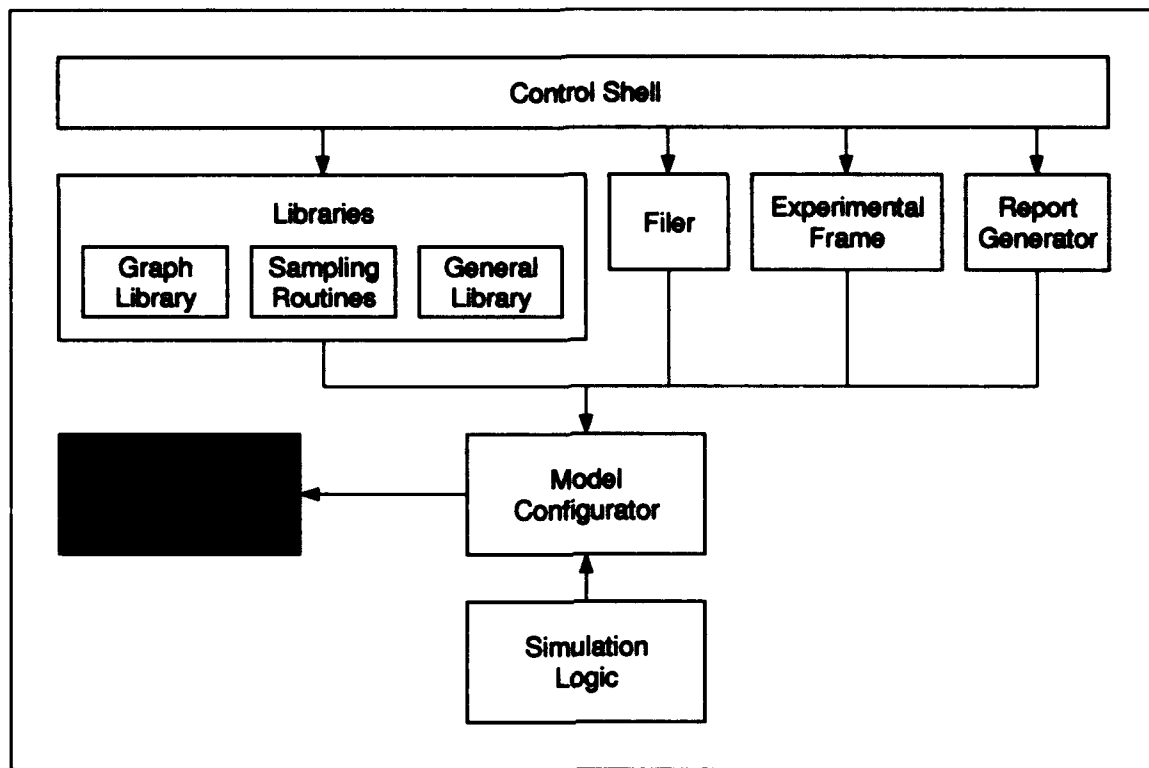 Control Shell
Libraries
Graph
Library
Sampling
Routines
General
Library
Filer
Experimental
Frame
Report
Generator
Model
Configurator
Simulation
Logic